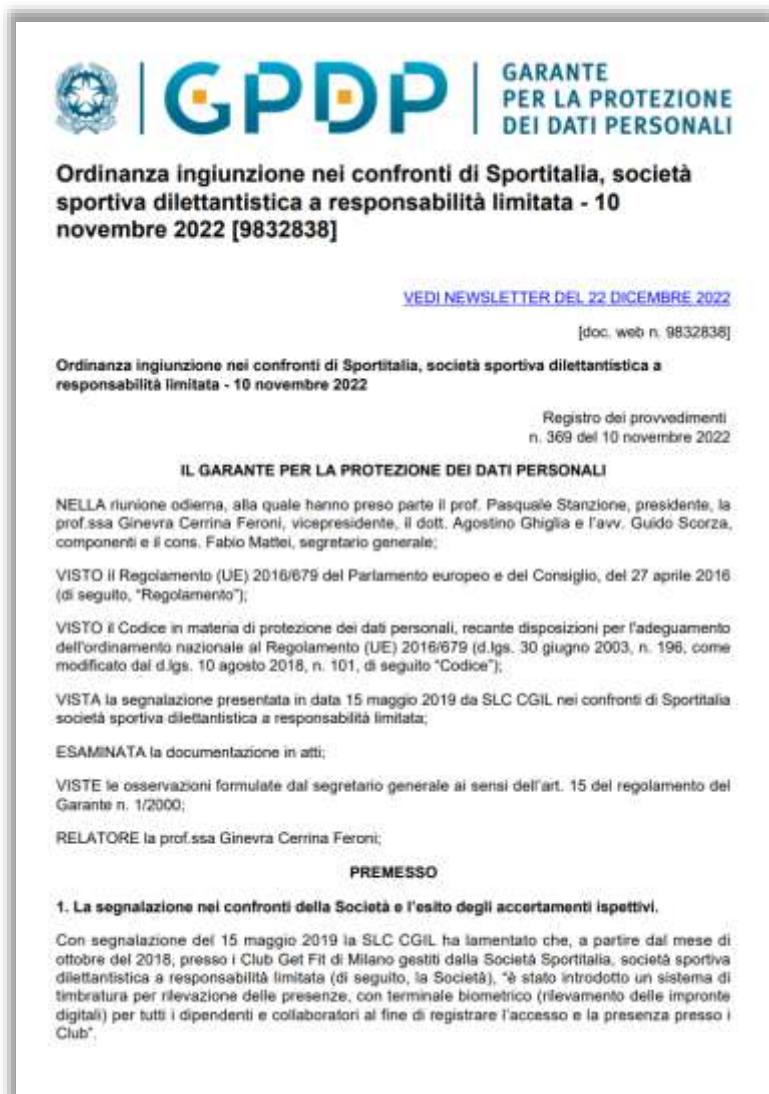 GPDP
GARANTE
PER LA PROTEZIONE
DEI DATI PERSONALI
Ordinanza ingiunzione nei confronti di Sportitalia, società
sportiva dilettantistica a responsabilità limitata - 10
novembre 2022 [9832838]
VEDI NEWSLETTER DEL 22 DICEMBRE 2022
[doc. web n. 9832838]
Ordinanza ingiunzione nei confronti di Sportitalia, società sportiva dilettantistica a
responsabilità limitata - 10 novembre 2022
Registro dei provvedimenti
n. 369 del 10 novembre 2022
IL GARANTE PER LA PROTEZIONE DEI DATI PERSONALI
NELLA riunione odierna, alla quale hanno preso parte il prof. Pasquale Stanzione, presidente, la
prof.ssa Ginevra Cerrina Feroni, vicepresidente, il dott. Agostino Ghiglia e l'avv. Guido Scorza,
componenti e il cons. Fabio Mattei, segretario generale;
VISTO il Regolamento (UE) 2016/679 del Parlamento europeo e del Consiglio, del 27 aprile 2016
(di seguito, "Regolamento");
VISTO il Codice in materia di protezione dei dati personali, recante disposizioni per l'adeguamento
dell'ordinamento nazionale al Regolamento (UE) 2016/679 (d.lgs. 30 giugno 2003, n. 196, come
modificato dal d.lgs. 10 agosto 2018, n. 101, di seguito "Codice");
VISTA la segnalazione presentata in data 15 maggio 2019 da SLC CGIL nei confronti di Sportitalia
società sportiva dilettantistica a responsabilità limitata;
ESAMINATA la documentazione in atti;
VISTE le osservazioni formulate dal segretario generale ai sensi dell'art. 15 del regolamento del
Garante n. 1/2000;
RELATORE la prof.ssa Ginevra Cerrina Feroni;
PREMESSO
1. La segnalazione nei confronti della Società e l'esito degli accertamenti ispettivi.
Con segnalazione del 15 maggio 2019 la SLC CGIL ha lamentato che, a partire dal mese di
ottobre del 2018, presso i Club Get Fit di Milano gestiti dalla Società Sportitalia, società sportiva
dilettantistica a responsabilità limitata (di seguito, la Società), "è stato introdotto un sistema di
timbratura per rilevazione delle presenze, con terminale biometrico (rilevamento delle impronte
digitali) per tutti i dipendenti e collaboratori al fine di registrare l'accesso e la presenza presso i
Club".